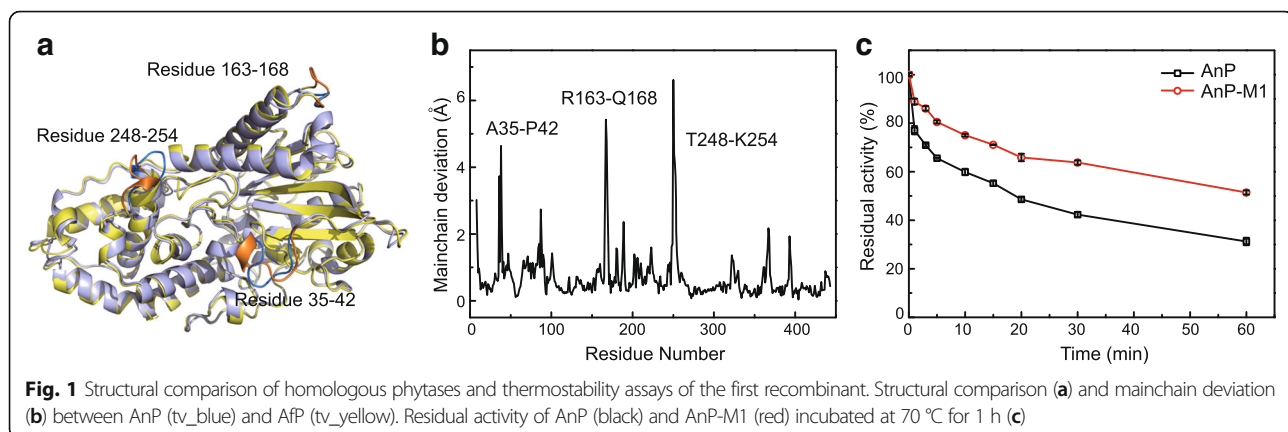 a
Residue 163-168
Residue 248-254
Residue 35-42
b
Mainchain deviation (Å)
6
4
2
0
A35-P42
R163-Q168
T248-K254
0
100
200
300
400
Residue Number
c
Residual activity (%)
100
80
60
40
20
0
AnP
AnP-M1
0
10
20
30
40
50
60
Time (min)
Fig. 1 Structural comparison of homologous phytases and thermostability assays of the first recombinant. Structural comparison (a) and mainchain deviation
(b) between AnP (tv_blue) and AfP (tv_yellow). Residual activity of AnP (black) and AnP-M1 (red) incubated at 70 °C for 1 h (c)